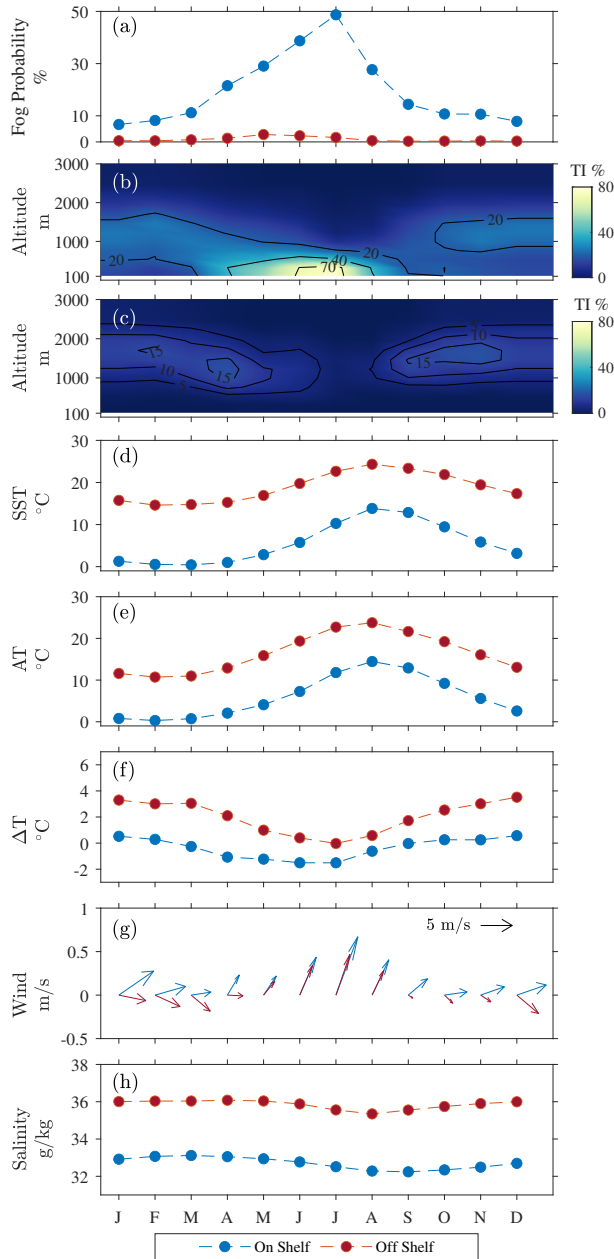 (a)
Fog Probability
%
50
10
0
(b)
Altitude
m
3000
2000
1000
100
20
20
40
70
20
TI %
80
40
0
(c)
Altitude
m
3000
2000
1000
100
15
10
5
15
5
10
15
TI %
80
40
0
(d)
SST
°C
30
20
10
0
(e)
AT
°C
30
20
10
0
(f)
ΔT
°C
6
4
2
0
-2
(g)
5 m/s
Wind
m/s
1
0.5
0
-0.5
(h)
Salinity
g/kg
38
36
33
32
J F M A M J J A S O N D
On Shelf Off Shelf